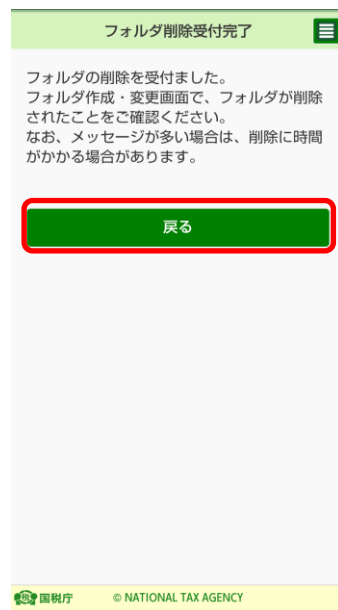 フォルダ削除受付完了
フォルダの削除を受付ました。
フォルダ作成・変更画面で、フォルダが削除
されたことをご確認ください。
なお、メッセージが多い場合は、削除に時間
がかかる場合があります。
戻る
税 国税庁 © NATIONAL TAX AGENCY